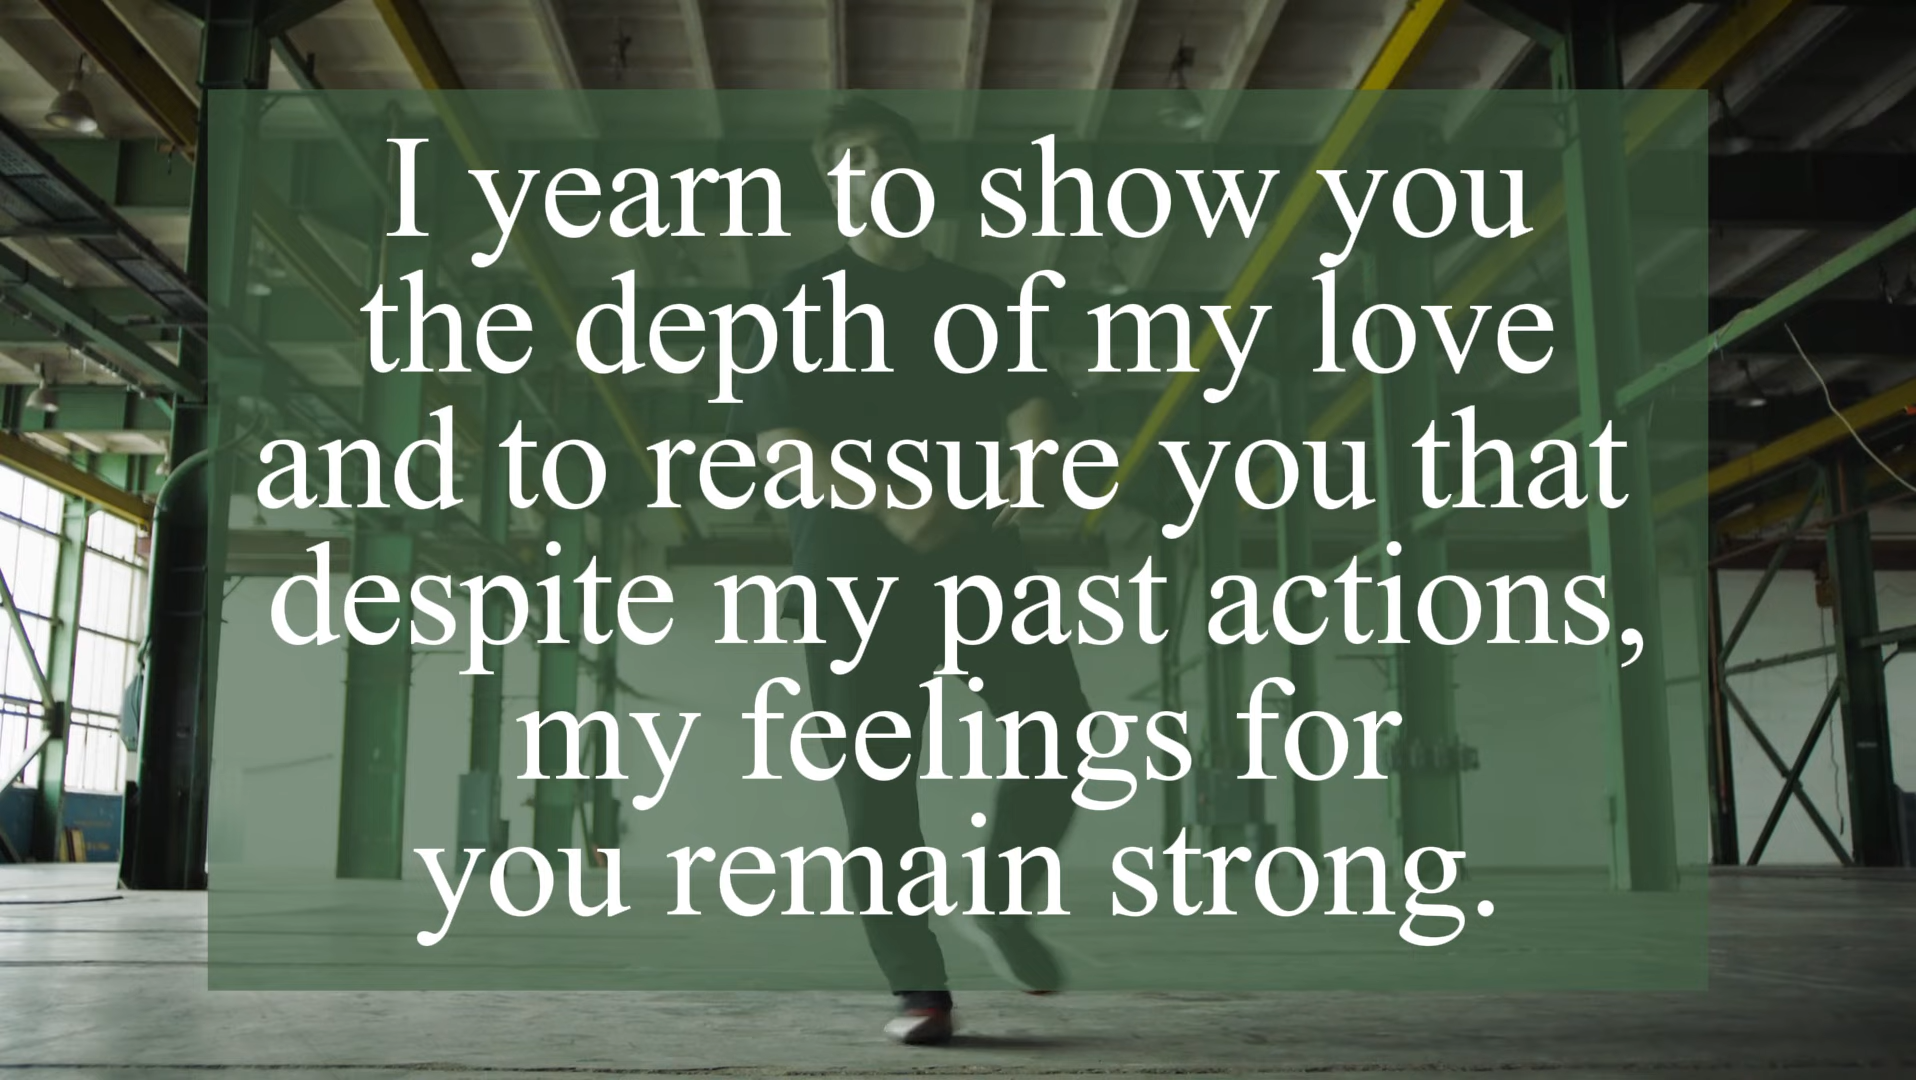 I yearn to show you
the depth of my love
and to reassure you that
despite my past actions,
my feelings for
you remain strong.